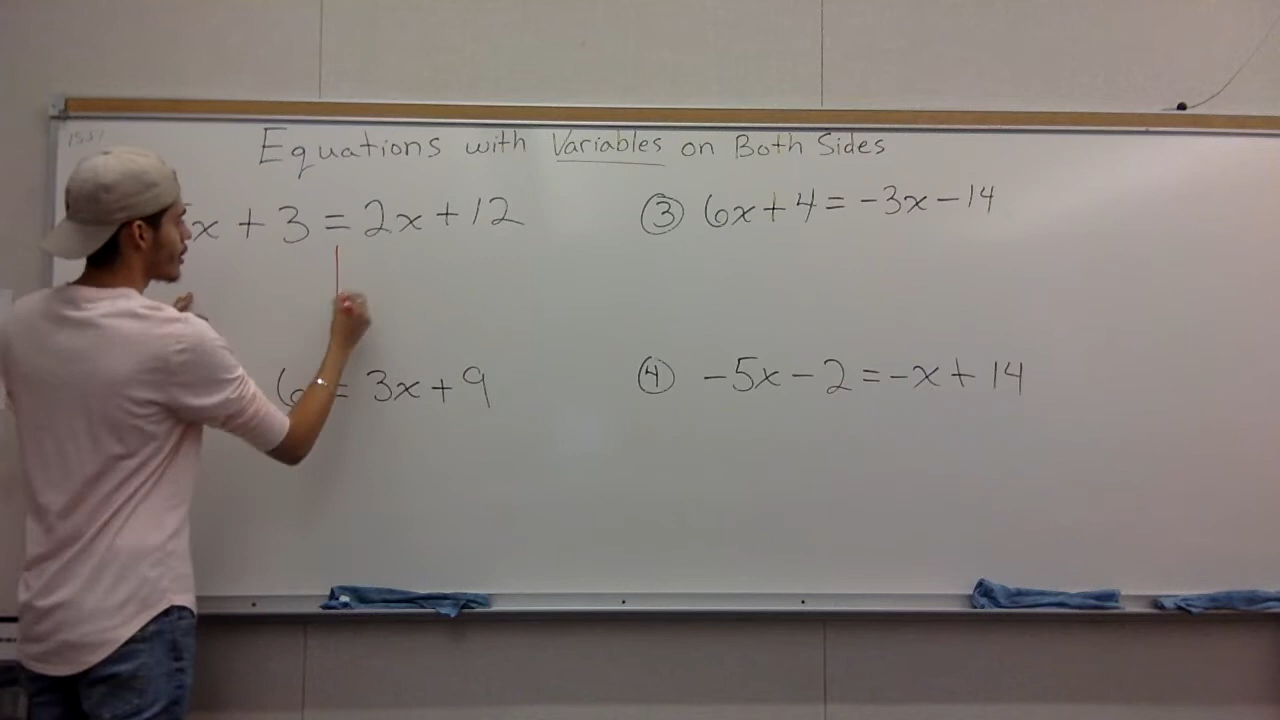 Equations with Variables on Both Sides
x + 3 = 2x + 12
6 = 3x + 9
③ 6x + 4 = -3x - 14
④ -5x - 2 = -x + 14